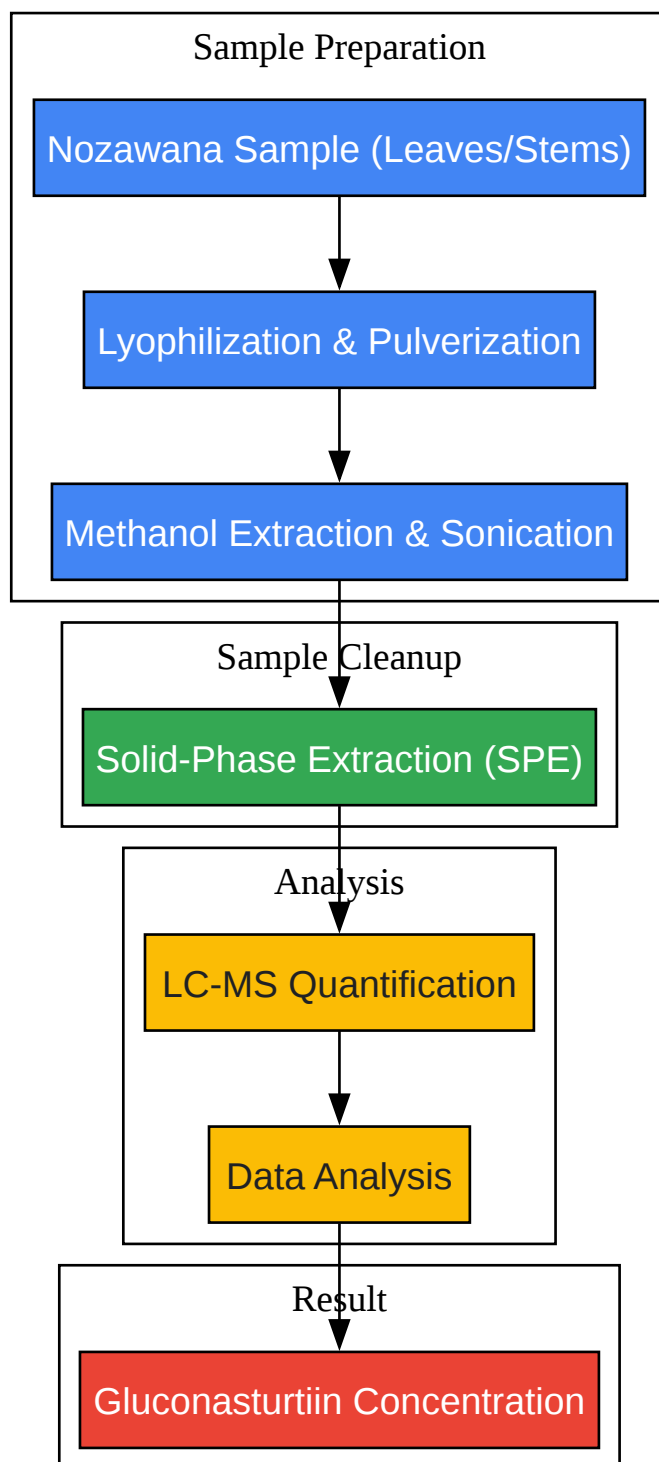 Sample Preparation
Nozawana Sample (Leaves/Stems)
Lyophilization & Pulverization
Methanol Extraction & Sonication
Sample Cleanup
Solid-Phase Extraction (SPE)
Analysis
LC-MS Quantification
Data Analysis
Result
Gluconasturtiin Concentration